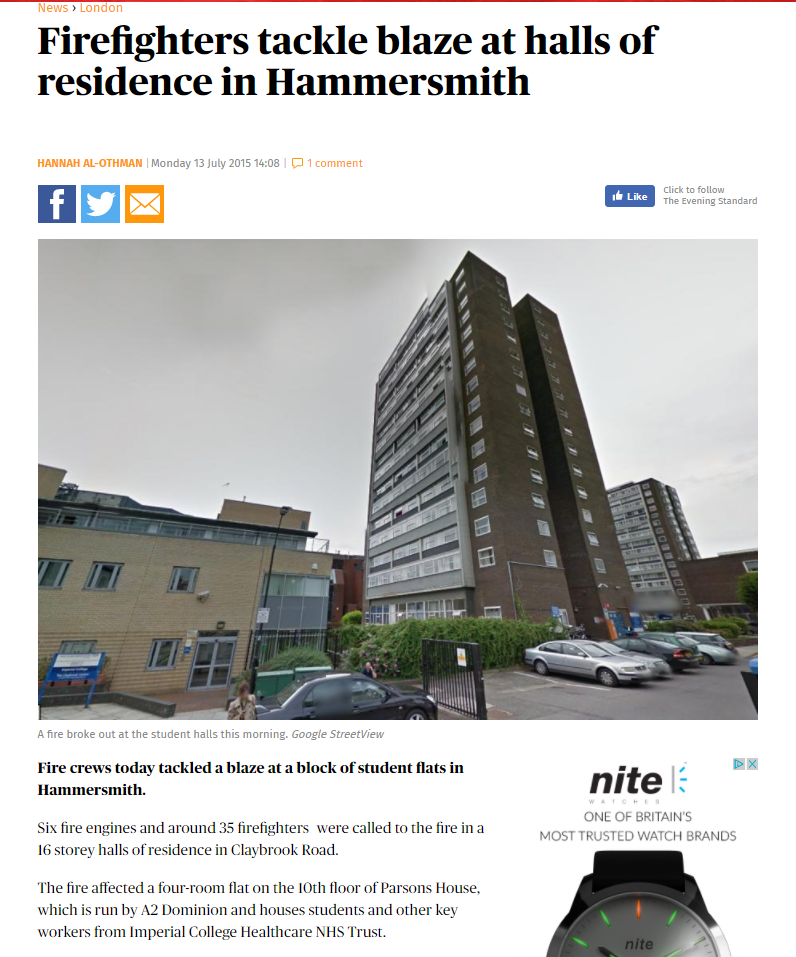 News › London
Firefighters tackle blaze at halls of
residence in Hammersmith
HANNAH AL-OTHMAN | Monday 13 July 2015 14:08 | 1 comment
Like
Click to follow
The Evening Standard
A fire broke out at the student halls this morning. Google StreetView
Fire crews today tackled a blaze at a block of student flats in
Hammersmith.
Six fire engines and around 35 firefighters were called to the fire in a
16 storey halls of residence in Claybrook Road.
The fire affected a four-room flat on the 10th floor of Parsons House,
which is run by A2 Dominion and houses students and other key
workers from Imperial College Healthcare NHS Trust.
nite
WATCHES
ONE OF BRITAIN'S
MOST TRUSTED WATCH BRANDS
nite